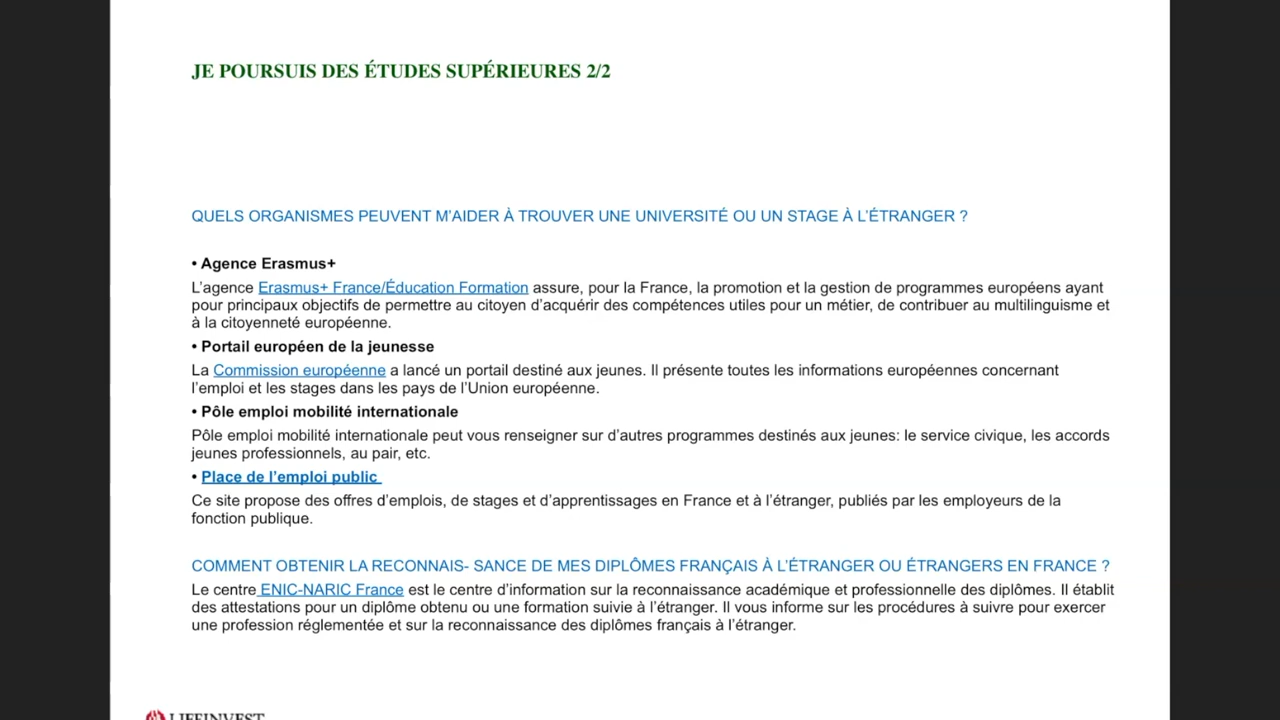 JE POURSUIS DES ÉTUDES SUPÉRIEURES 2/2
QUELS ORGANISMES PEUVENT M’AIDER À TROUVER UNE UNIVERSITÉ OU UN STAGE À L’ÉTRANGER ?
• Agence Erasmus+
L’agence Erasmus+ France/Éducation Formation assure, pour la France, la promotion et la gestion de programmes européens ayant
pour principaux objectifs de permettre au citoyen d’acquérir des compétences utiles pour un métier, de contribuer au multilinguisme et
à la citoyenneté européenne.
• Portail européen de la jeunesse
La Commission européenne a lancé un portail destiné aux jeunes. Il présente toutes les informations européennes concernant
l’emploi et les stages dans les pays de l’Union européenne.
• Pôle emploi mobilité internationale
Pôle emploi mobilité internationale peut vous renseigner sur d’autres programmes destinés aux jeunes: le service civique, les accords
jeunes professionnels, au pair, etc.
• Place de l’emploi public
Ce site propose des offres d’emplois, de stages et d’apprentissages en France et à l’étranger, publiés par les employeurs de la
fonction publique.
COMMENT OBTENIR LA RECONNAIS- SANCE DE MES DIPLÔMES FRANÇAIS À L’ÉTRANGER OU ÉTRANGERS EN FRANCE ?
Le centre ENIC-NARIC France est le centre d’information sur la reconnaissance académique et professionnelle des diplômes. Il établit
des attestations pour un diplôme obtenu ou une formation suivie à l’étranger. Il vous informe sur les procédures à suivre pour exercer
une profession réglementée et sur la reconnaissance des diplômes français à l’étranger.
LIFEINVEST